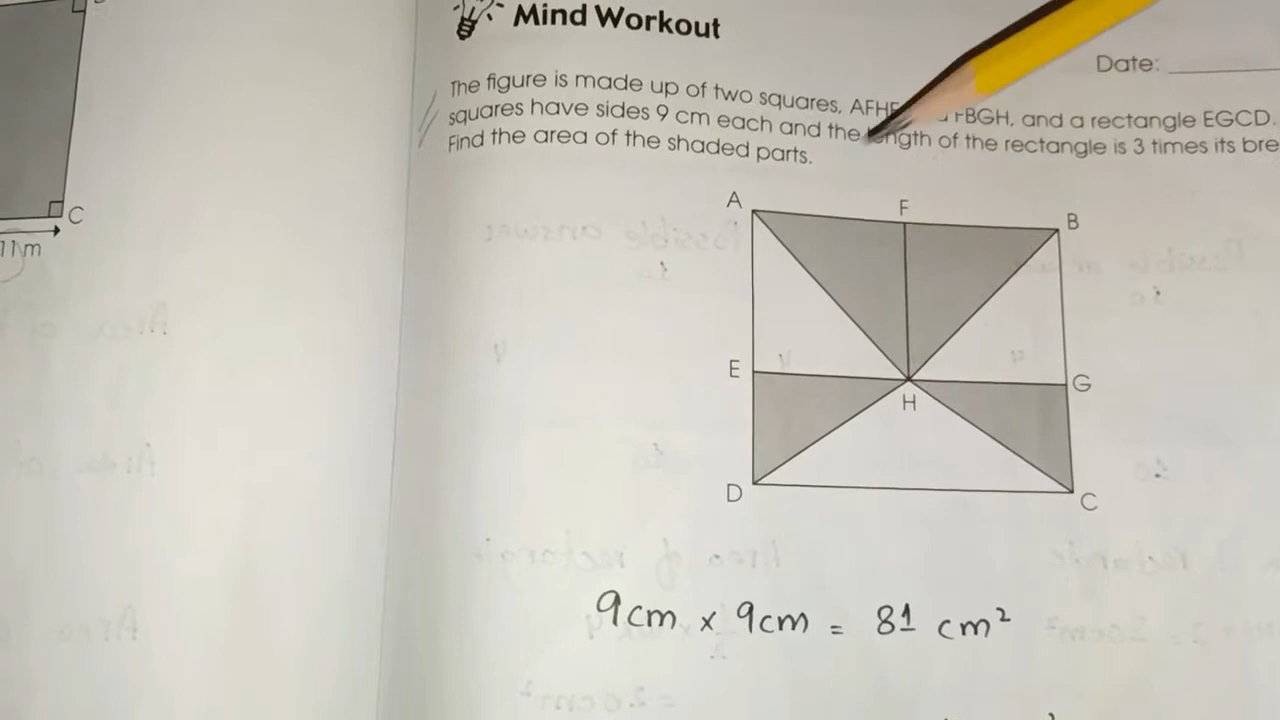 Mind Workout
Date:
The figure is made up of two squares, AFHE FBGH, and a rectangle EGCD.
squares have sides 9 cm each and the length of the rectangle is 3 times its bre
Find the area of the shaded parts.
A
F
B
E
G
H
D
C
C
11 m
9cm x 9cm = 81 cm²